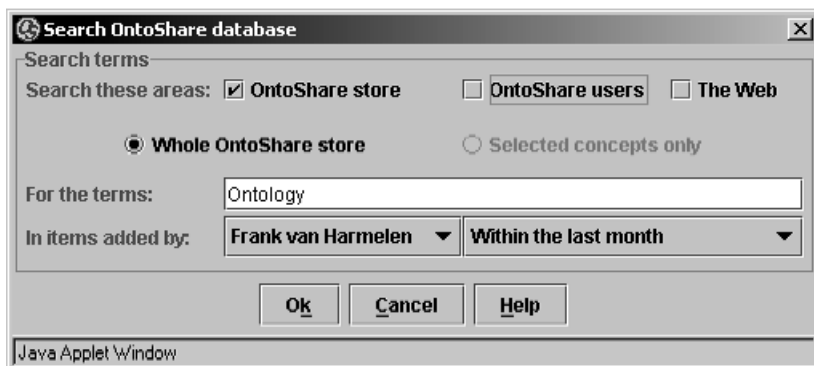 Search OntoShare database
Search terms
Search these areas: OntoShare store OntoShare users The Web
Whole OntoShare store Selected concepts only
For the terms: Ontology
In items added by: Frank van Harmelen Within the last month
Ok Cancel Help
Java Applet Window